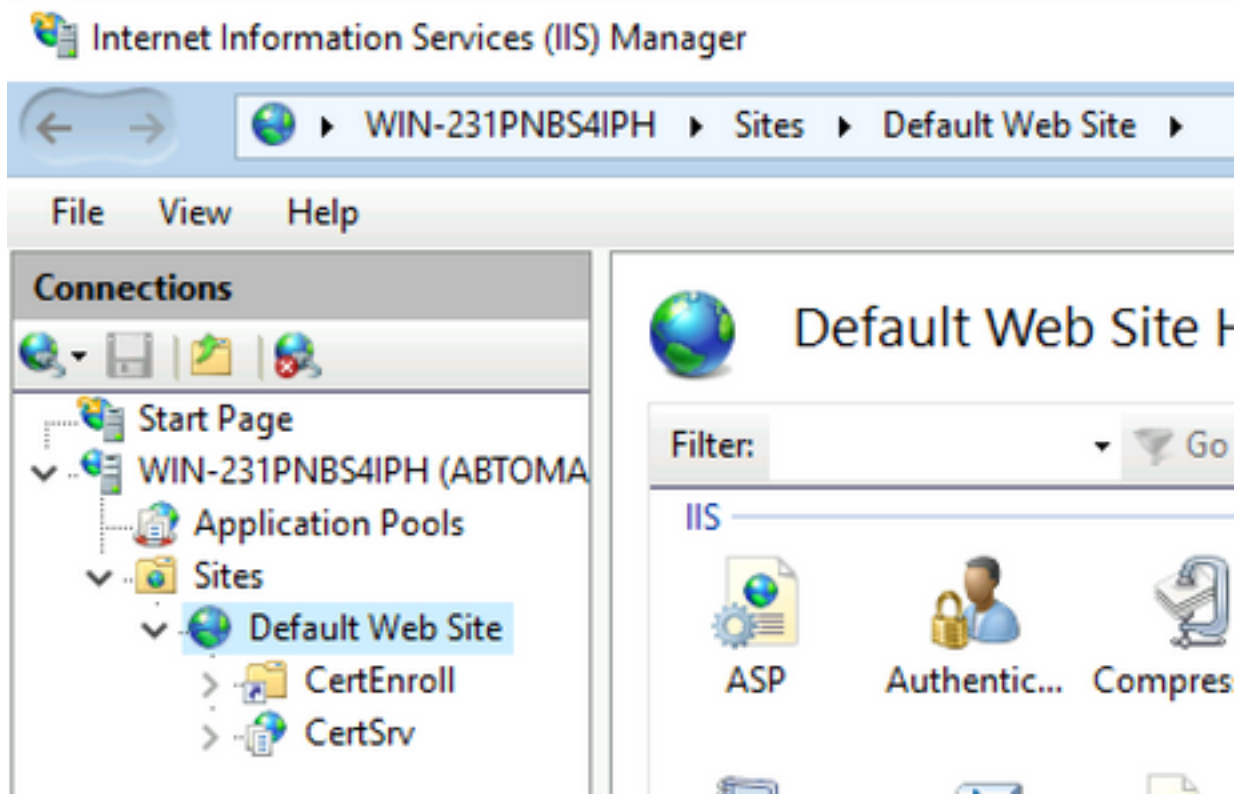 Internet Information Services (IIS) Manager
WIN-231PNBS4IPH Sites Default Web Site
File View Help
Connections
Default Web Site H
Start Page
Filter: Go
WIN-231PNBS4IPH (ABTOMA
IIS
Application Pools
Sites
Default Web Site
ASP Authentic... Compres
CertEnroll
CertSrv